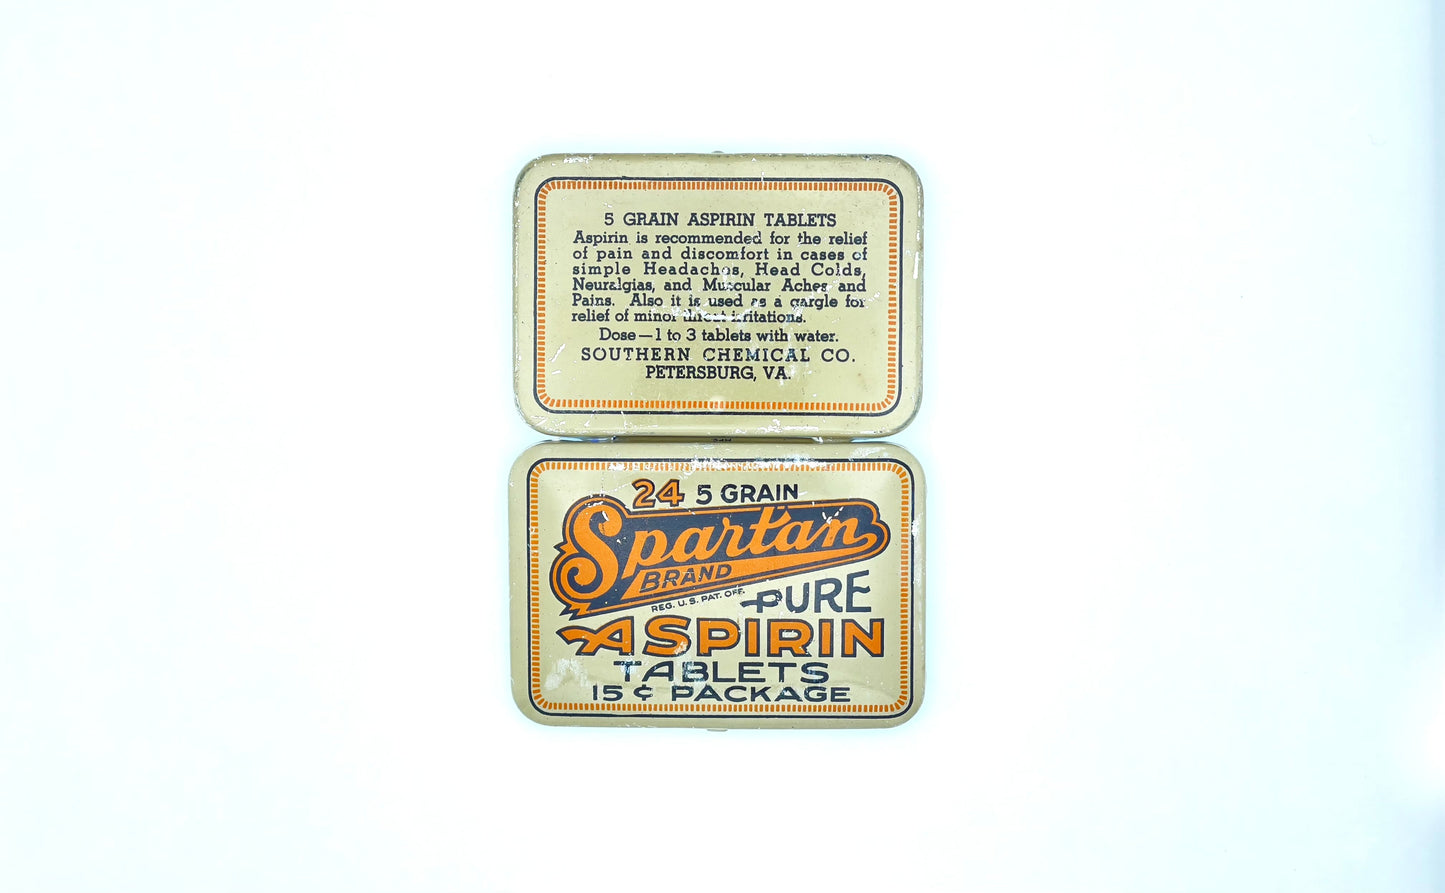 5 GRAIN ASPIRIN TABLETS
Aspirin is recommended for the relief
of pain and discomfort in cases of
simple Headaches, Head Colds,
Neuralgias, and Muscular Aches and
Pains. Also it is used as a gargle for
relief of minor throat irritations.
Dose—1 to 3 tablets with water.
SOUTHERN CHEMICAL CO.
PETERSBURG, VA.
24 5 GRAIN
Spartan
BRAND
REG. U.S. PAT. OFF.
PURE
ASPIRIN
TABLETS
15 ¢ PACKAGE